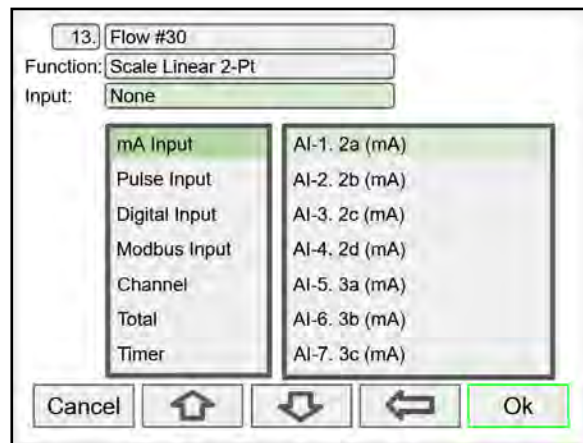 13. Flow #30
Function: Scale Linear 2-Pt
Input: None
mA Input AI-1. 2a (mA)
Pulse Input AI-2. 2b (mA)
Digital Input AI-3. 2c (mA)
Modbus Input AI-4. 2d (mA)
Channel AI-5. 3a (mA)
Total AI-6. 3b (mA)
Timer AI-7. 3c (mA)
Cancel Ok